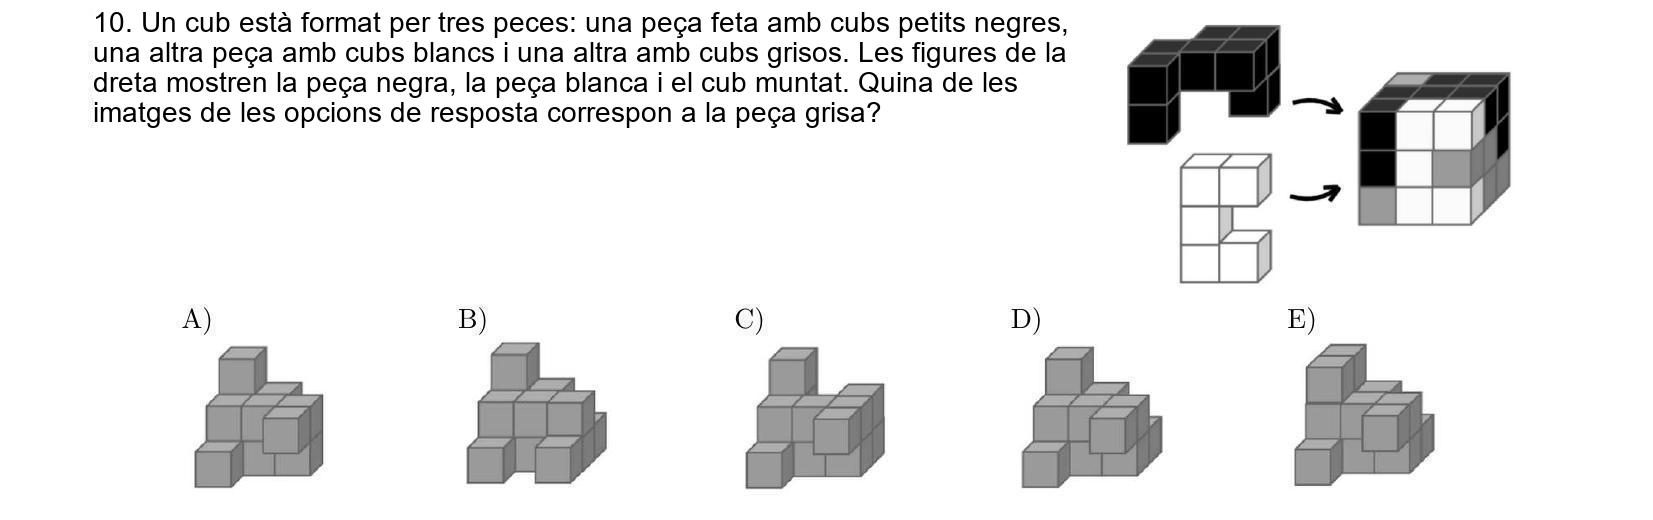 10. Un cub està format per tres peces: una peça feta amb cubs petits negres,
una altra peça amb cubs blancs i una altra amb cubs grisos. Les figures de la
dreta mostren la peça negra, la peça blanca i el cub muntat. Quina de les
imatges de les opcions de resposta correspon a la peça grisa?
A) B) C) D) E)